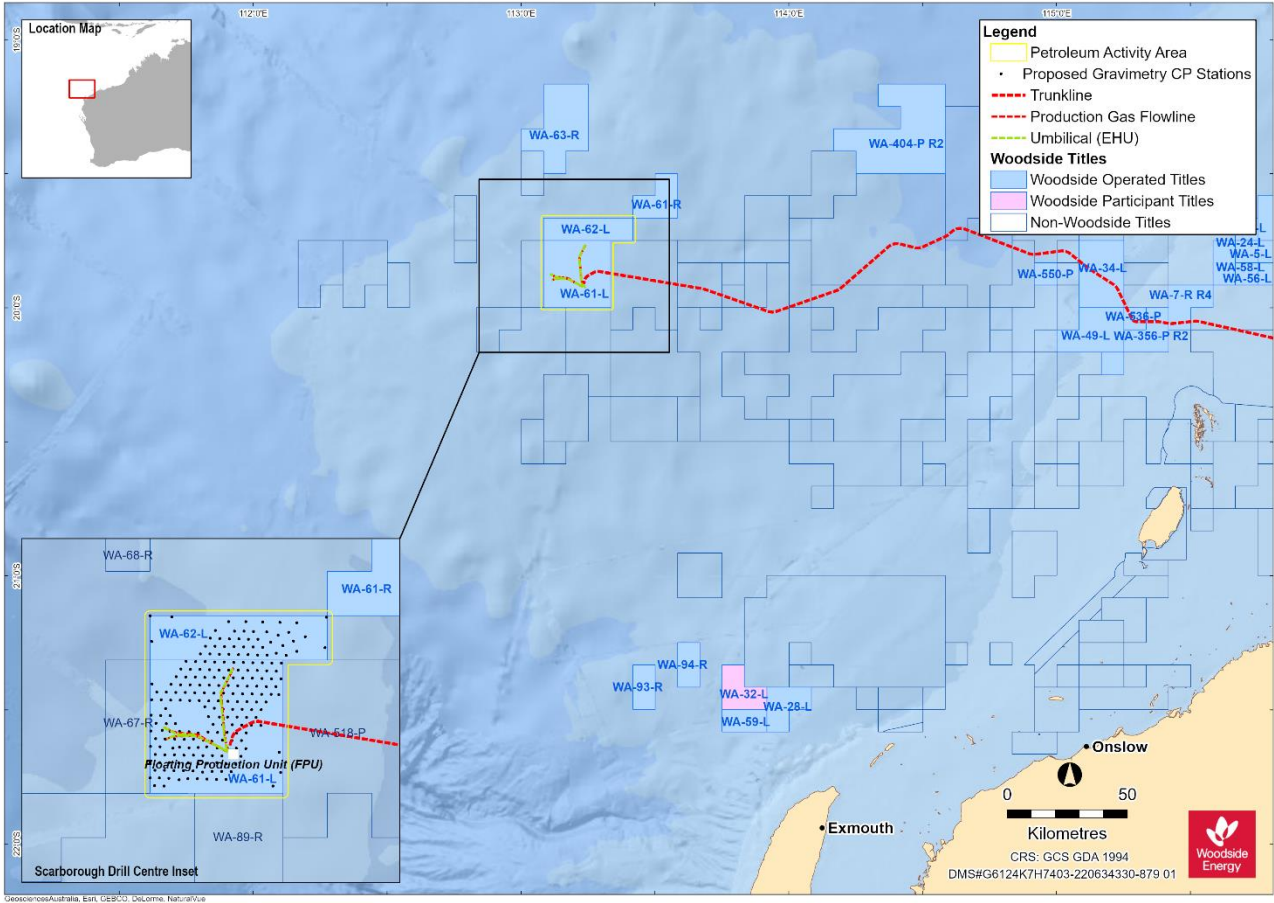 112°0'E
113°0'E
114°0'E
115°0'E
19°0'S
20°0'S
21°0'S
22°0'S
Location Map
Legend
Petroleum Activity Area
Proposed Gravimetry CP Stations
Trunkline
Production Gas Flowline
Umbilical (EHU)
Woodside Titles
Woodside Operated Titles
Woodside Participant Titles
Non-Woodside Titles
WA-63-R
WA-404-P R2
WA-61-R
WA-62-L
WA-61-L
WA-550-P
WA-34-L
WA-24-L
WA-5-L
WA-58-L
WA-56-L
WA-7-R R4
WA-536-P
WA-49-L
WA-356-P R2
WA-94-R
WA-93-R
WA-32-L
WA-28-L
WA-59-L
Onslow
Exmouth
WA-68-R
WA-61-R
WA-62-L
WA-67-R
WA-518-P
Floating Production Unit (FPU)
WA-61-L
WA-89-R
Scarborough Drill Centre Inset
0 50
Kilometres
CRS: GCS GDA 1994
DMS#G6124K7H7403-220634330-879 01
Woodside
Energy
GeosciencesAustralia, Esri, GEBCO, DeLorme, NaturalVue